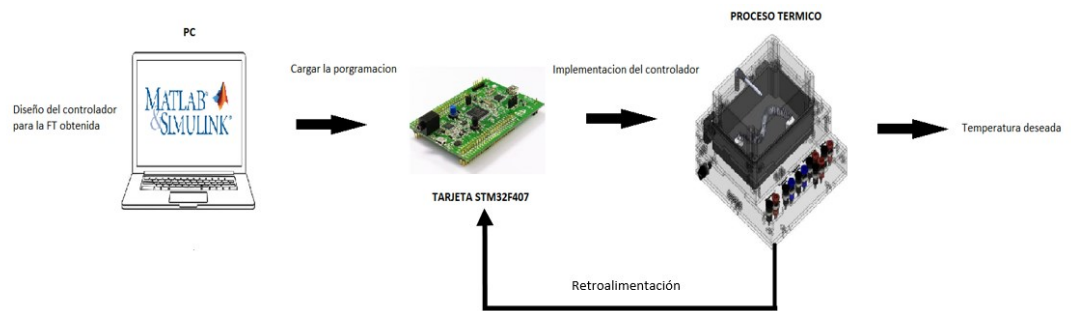 PROCESO TERMICO
PC
Cargar la porgramacion
Implementacion del controlador
Diseño del controlador
para la FT obtenida
MATLAB
&SIMULINK
Temperatura deseada
TARJETA STM32F407
Retroalimentación